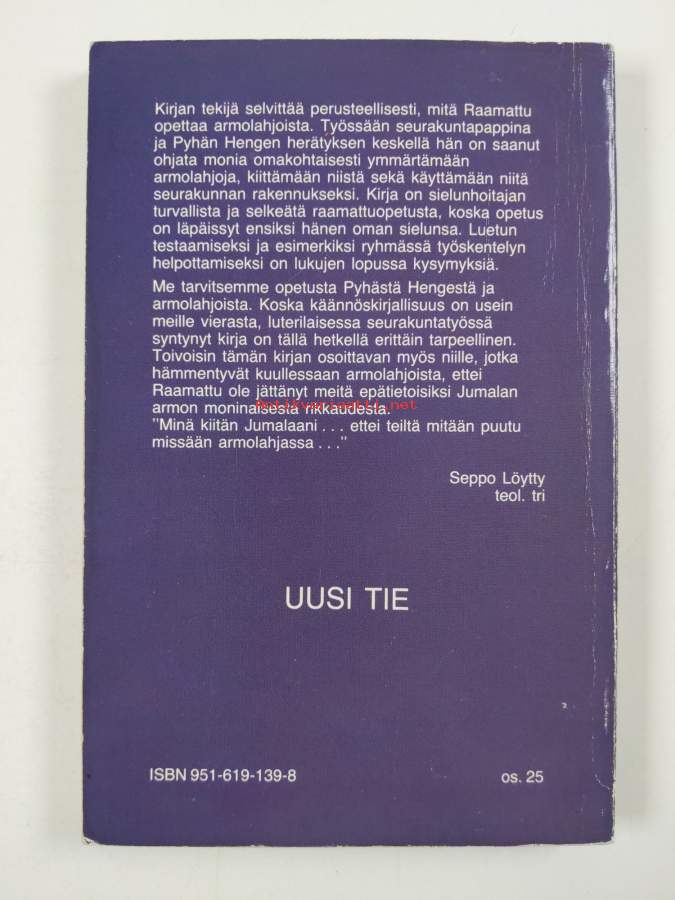 Kirjan tekijä selvittää perusteellisesti, mitä Raamattu
opettaa armolahjoista. Työssään seurakuntapappina
ja Pyhän Hengen herätyksen keskellä hän on saanut
ohjata monia omakohtaisesti ymmärtämään
armolahjoja, kiittämään niistä sekä käyttämään niitä
seurakunnan rakennukseksi. Kirja on sielunhoitajan
turvallista ja selkeätä raamattuopetusta, koska opetus
on läpäissyt ensiksi hänen oman sielunsa. Luetun
testaamiseksi ja esimerkiksi ryhmässä työskentelyn
helpottamiseksi on lukujen lopussa kysymyksiä.
Me tarvitsemme opetusta Pyhästä Hengestä ja
armolahjoista. Koska käännöskirjallisuus on usein
meille vierasta, luterilaisessa seurakuntatyössä
syntynyt kirja on tällä hetkellä erittäin tarpeellinen.
Toivoisin tämän kirjan osoittavan myös niille, jotka
hämmentyvät kuullessaan armolahjoista, ettei
Raamattu ole jättänyt meitä epätietoisiksi Jumalan
armon moninaisesta rikkaudesta.
Antikvariaatti.net
"Minä kiitän Jumalaani . . . ettei teiltä mitään puutu
missään armolahjassa . . ."
Seppo Löytty
teol. tri
UUSI TIE
ISBN 951-619-139-8
os. 25